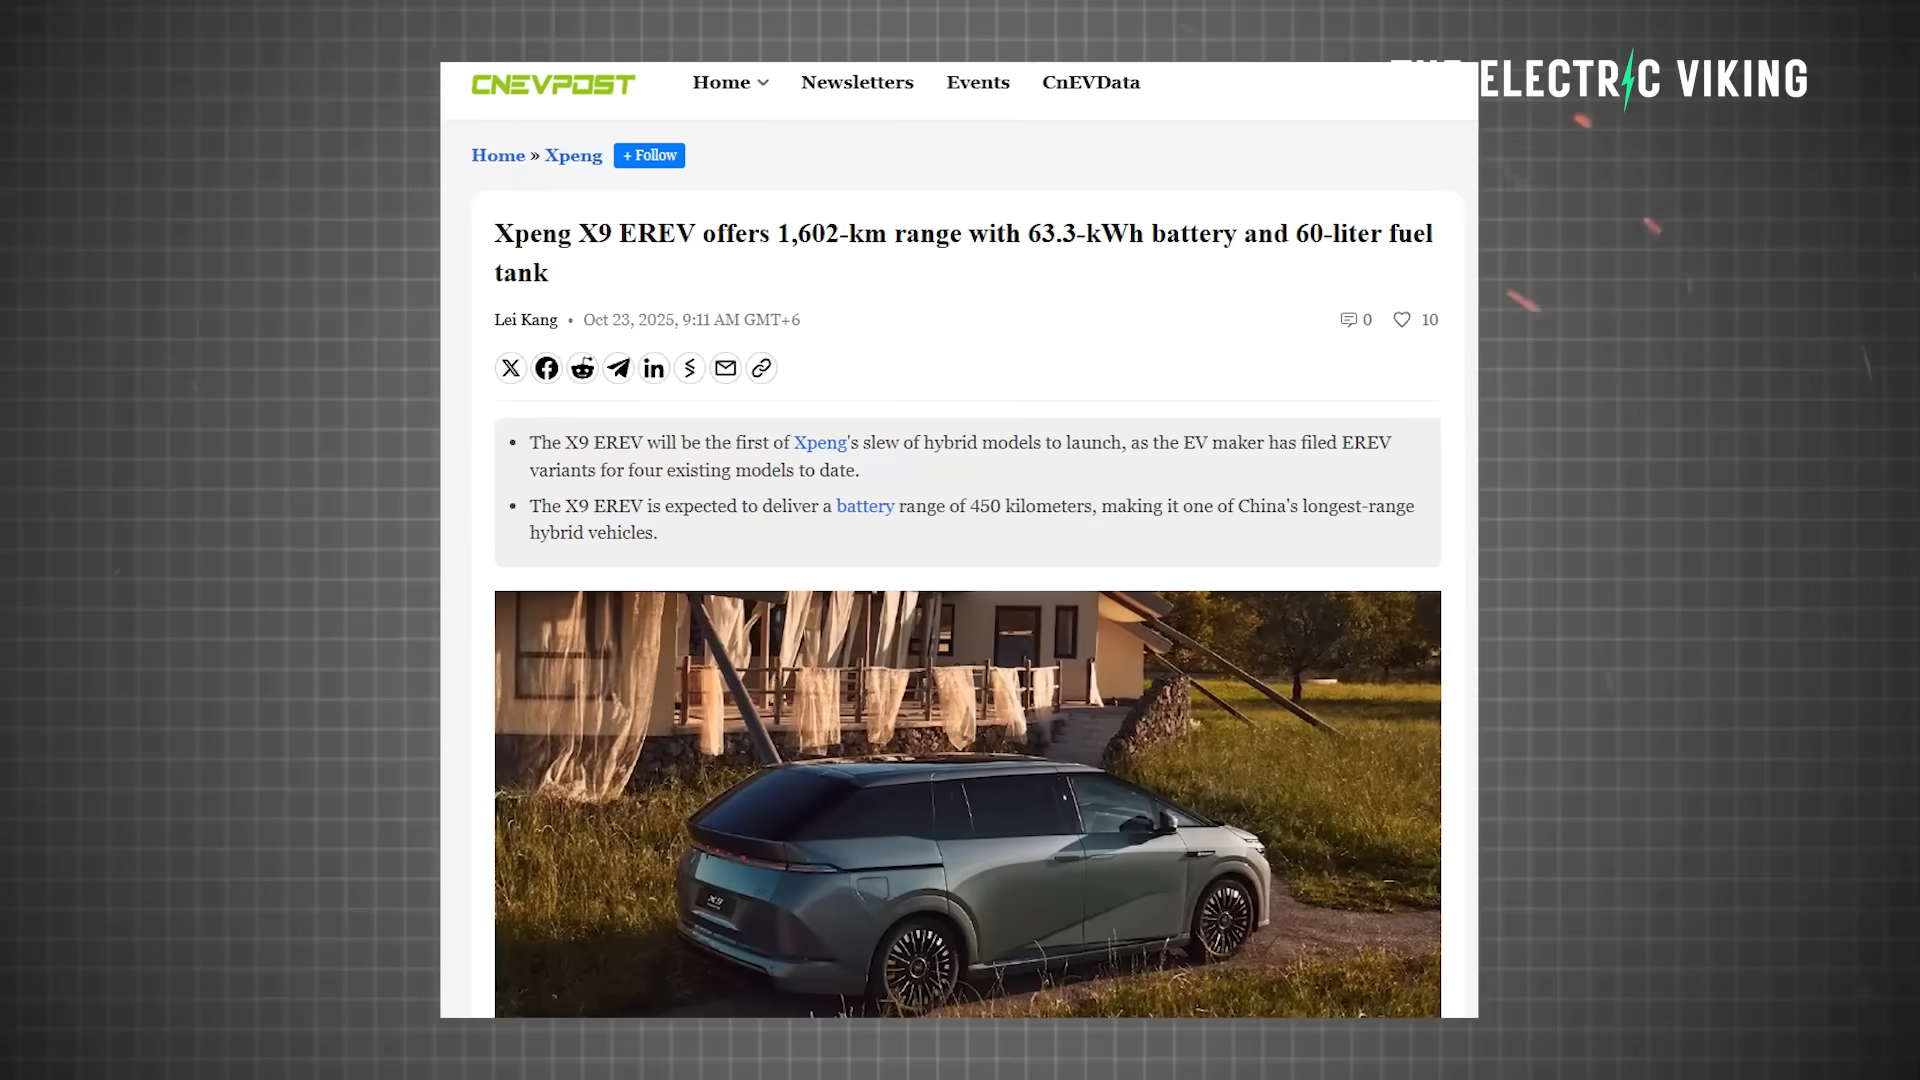 THE ELECTRIC VIKING
CNEVPOST
Home
Newsletters
Events
CnEVData
Home » Xpeng
+ Follow
Xpeng X9 EREV offers 1,602-km range with 63.3-kWh battery and 60-liter fuel
tank
Lei Kang • Oct 23, 2025, 9:11 AM GMT+6
0
10
• The X9 EREV will be the first of Xpeng's slew of hybrid models to launch, as the EV maker has filed EREV
variants for four existing models to date.
• The X9 EREV is expected to deliver a battery range of 450 kilometers, making it one of China's longest-range
hybrid vehicles.
X9